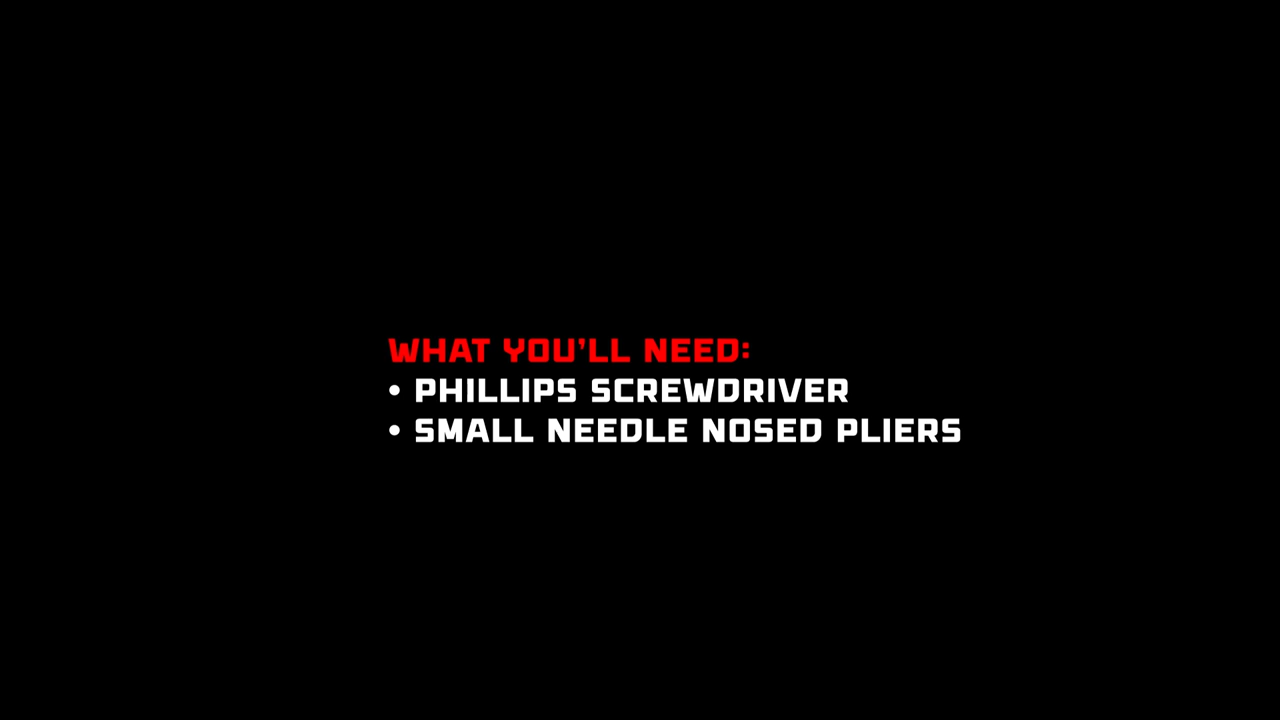 WHAT YOU'LL NEED:
• PHILLIPS SCREWDRIVER
• SMALL NEEDLE NOSED PLIERS